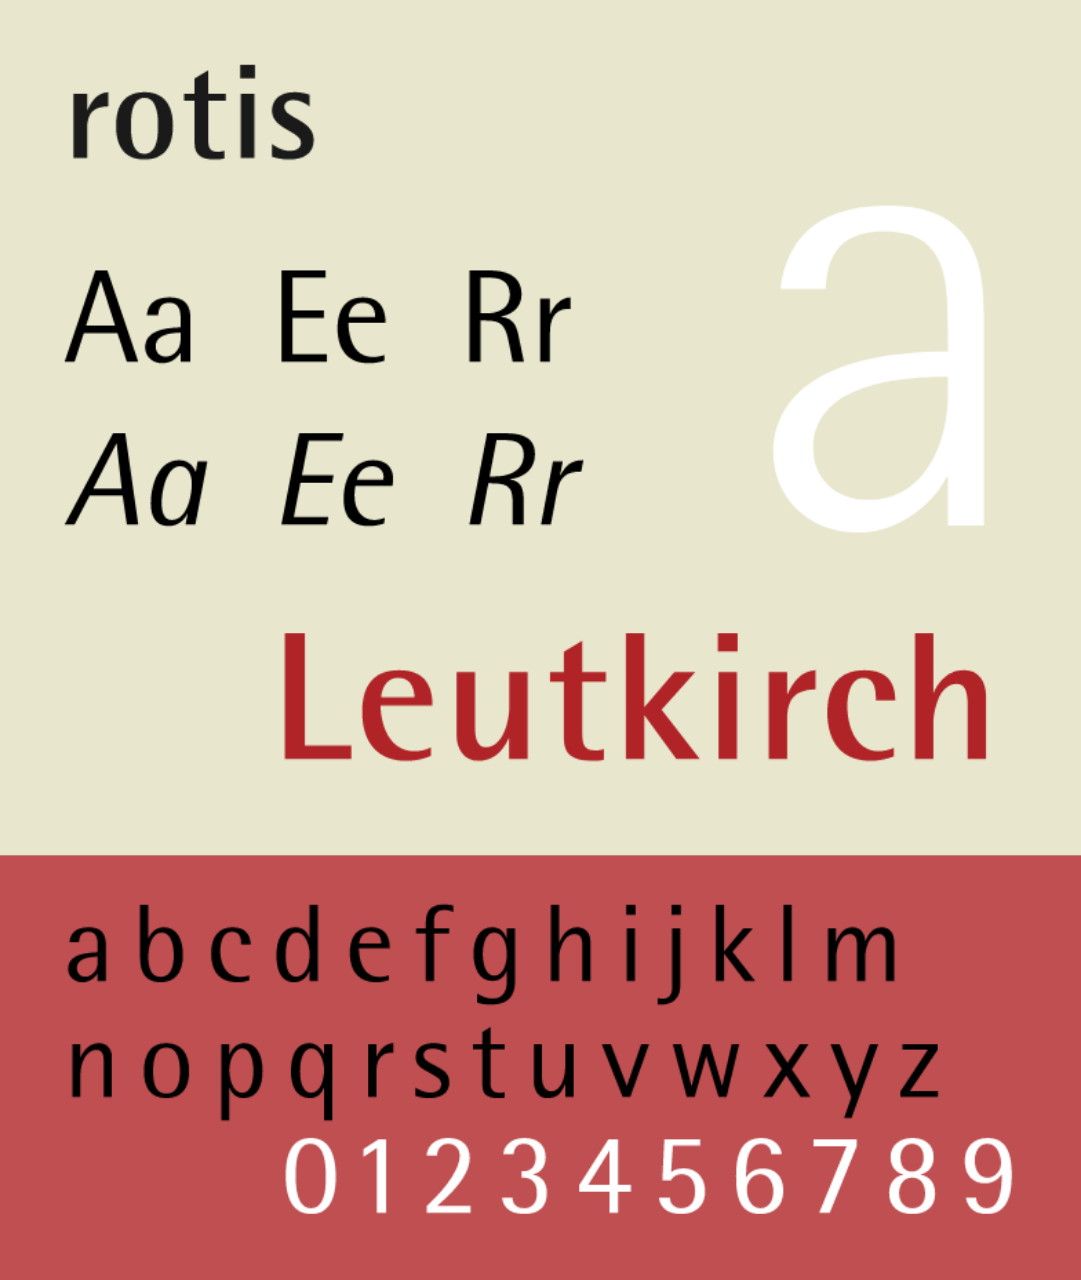 rotis
a
Aa Ee Rr
Aa Ee Rr
Leutkirch
a b c d e f g h i j k l m
n o p q r s t u v w x y z
0 1 2 3 4 5 6 7 8 9